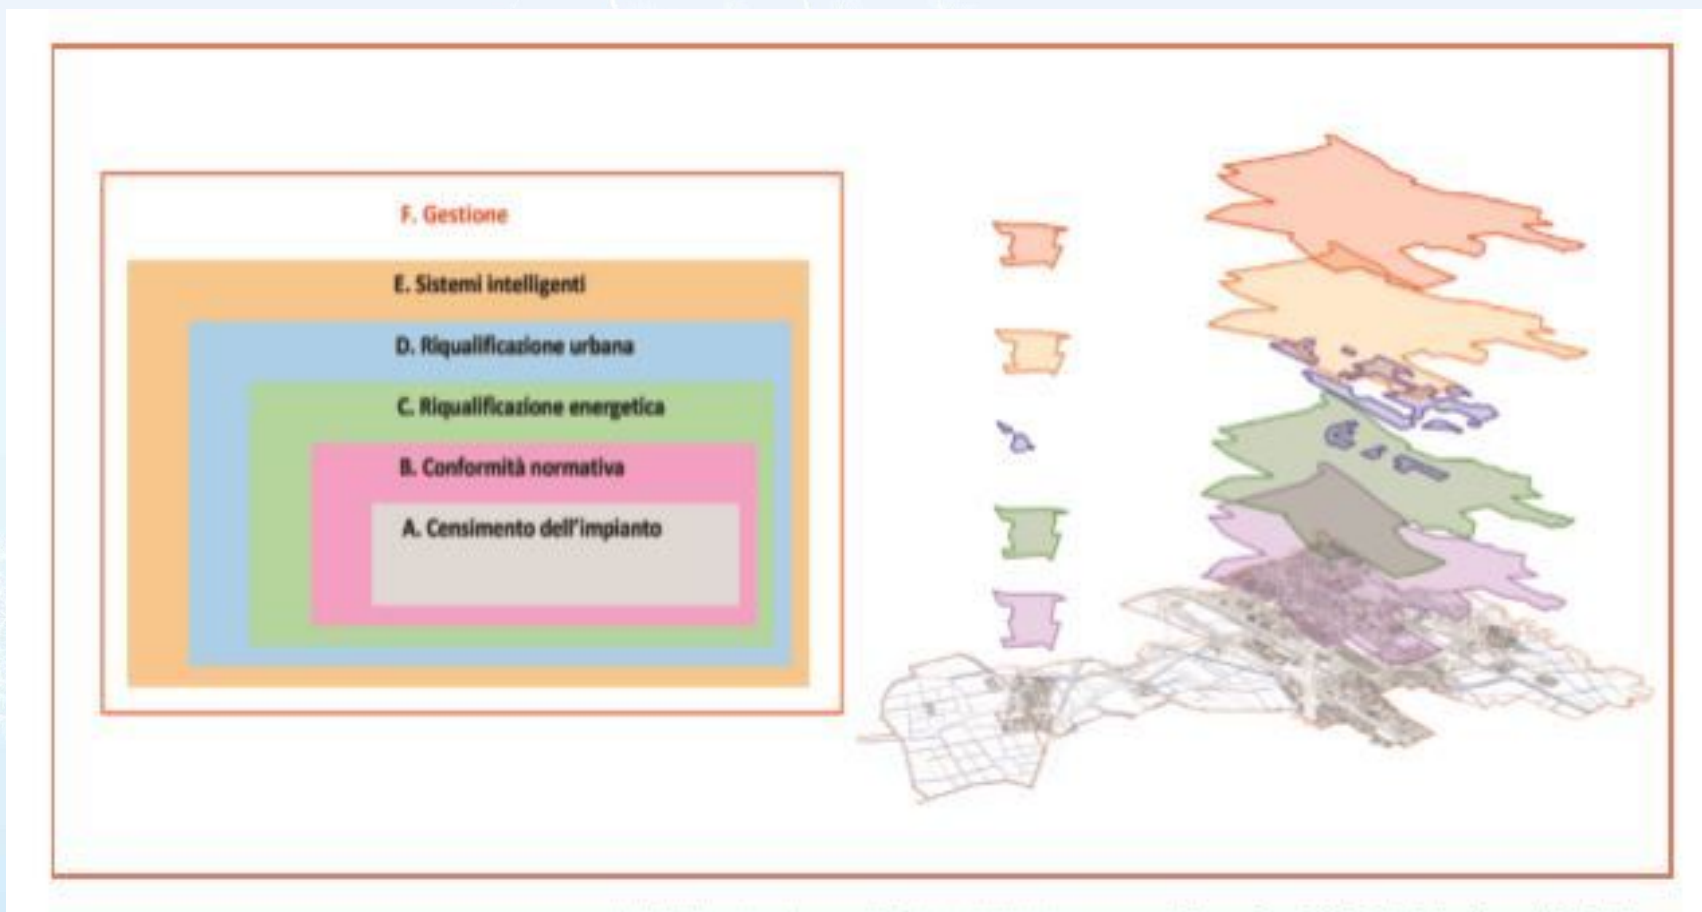 F. Gestione
E. Sistemi intelligenti
D. Riqualificazione urbana
C. Riqualificazione energetica
B. Conformità normativa
A. Censimento dell'impianto